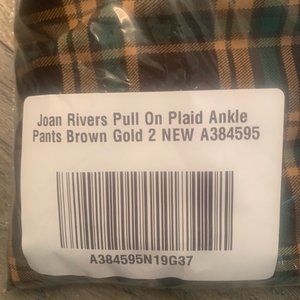 Joan Rivers Pull On Plaid Ankle
Pants Brown Gold 2 NEW A384595
A384595N19G37